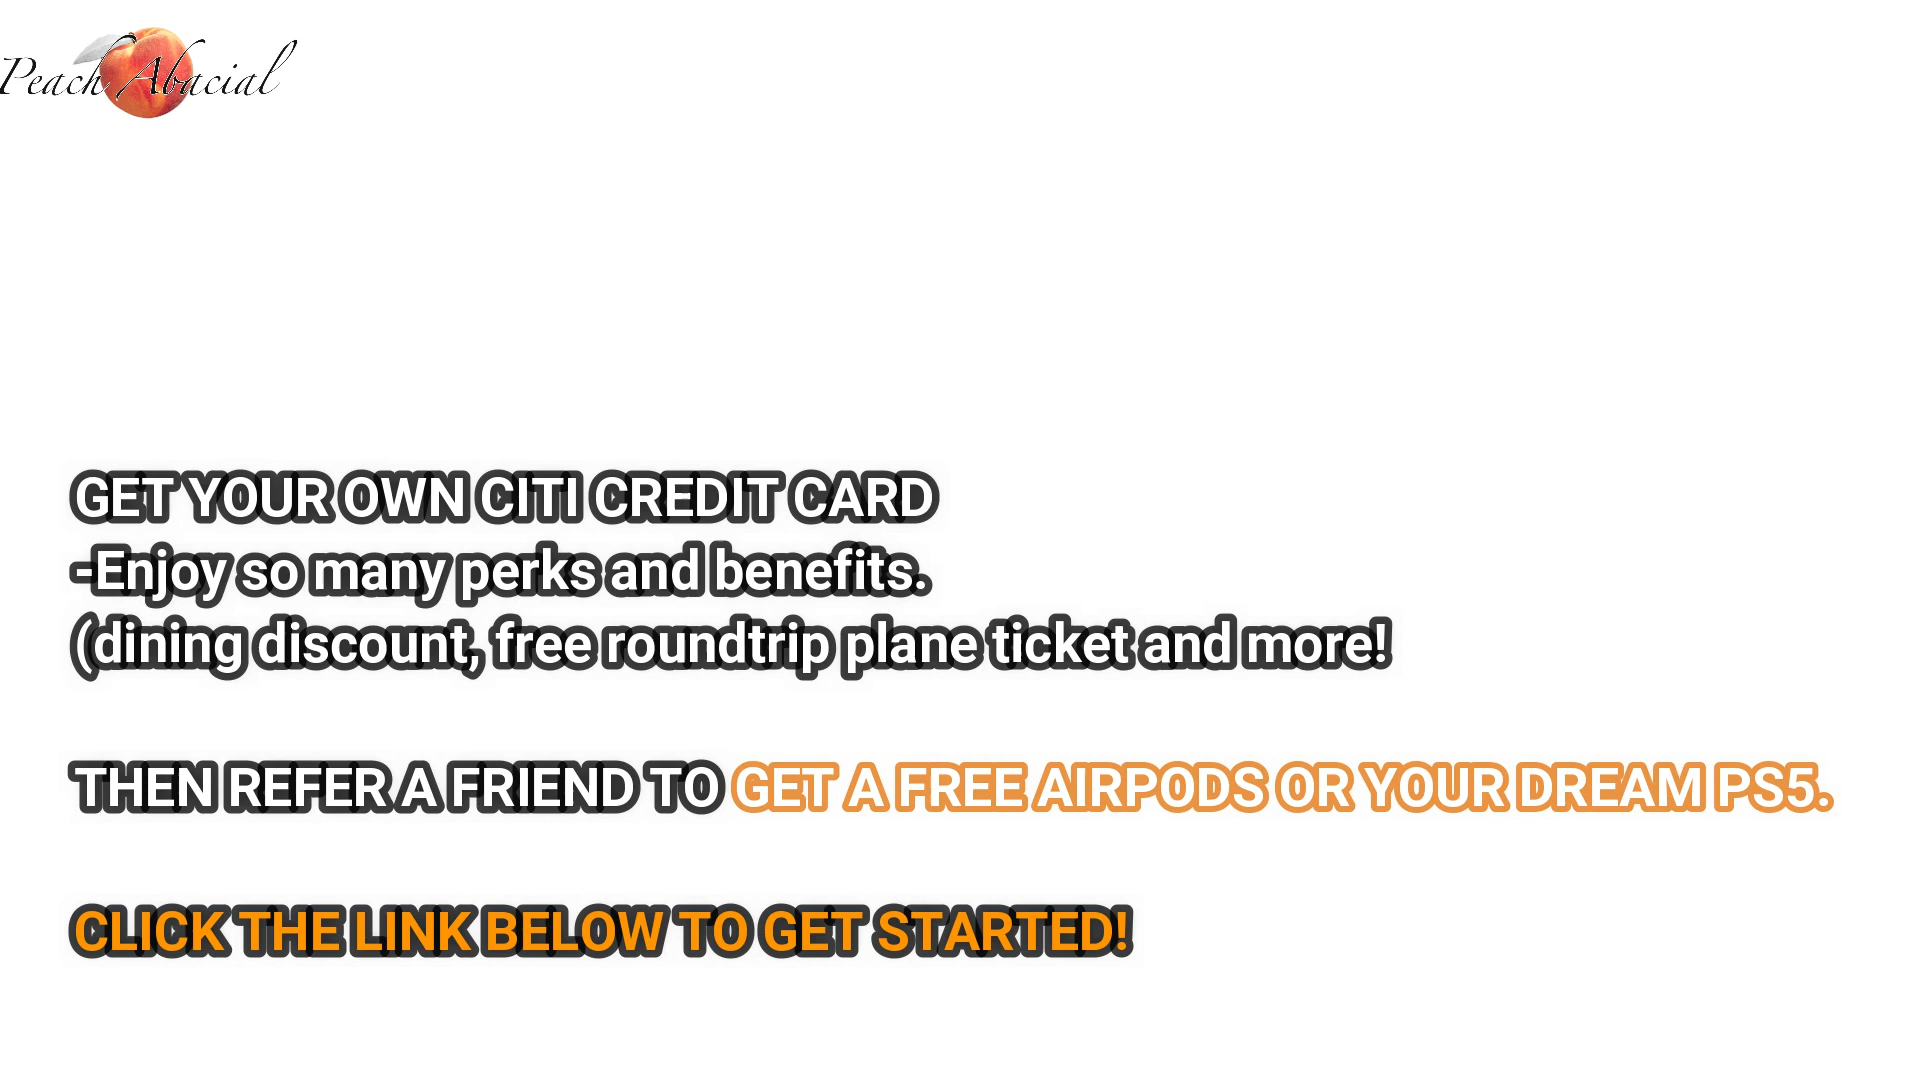 Peach Abacial
GET YOUR OWN CITI CREDIT CARD
-Enjoy so many perks and benefits.
(dining discount, free roundtrip plane ticket and more!
THEN REFER A FRIEND TO GET A FREE AIRPODS OR YOUR DREAM PS5.
CLICK THE LINK BELOW TO GET STARTED!